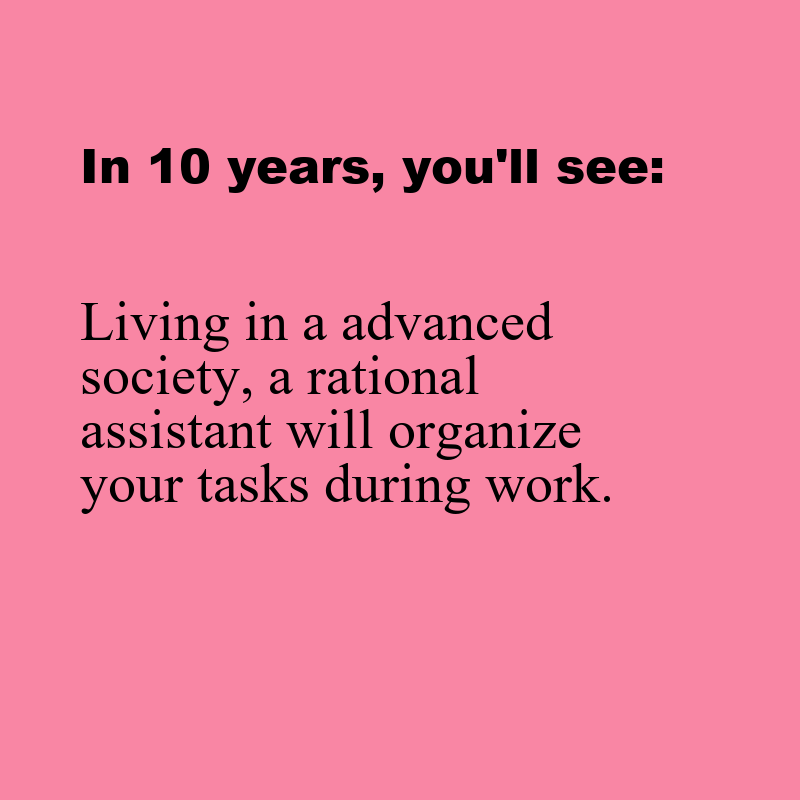 In 10 years, you'll see:
Living in a advanced
society, a rational
assistant will organize
your tasks during work.